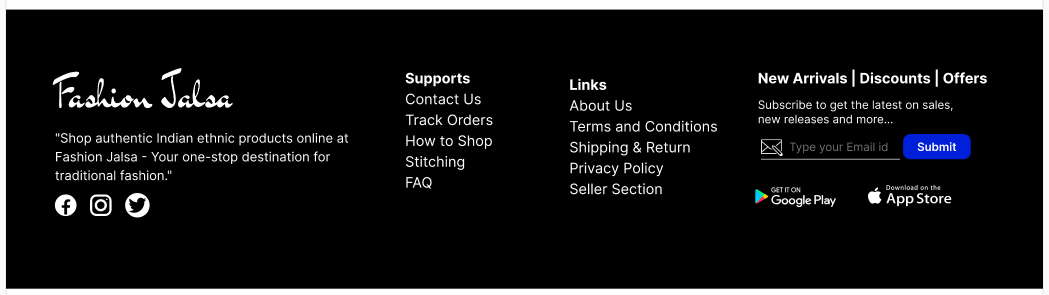 Fashion Jalsa
"Shop authentic Indian ethnic products online at
Fashion Jalsa - Your one-stop destination for
traditional fashion."
Supports
Contact Us
Track Orders
How to Shop
Stitching
FAQ
Links
About Us
Terms and Conditions
Shipping & Return
Privacy Policy
Seller Section
New Arrivals | Discounts | Offers
Subscribe to get the latest on sales,
new releases and more...
Type your Email id
Submit
GET IT ON
Google Play
Download on the
App Store